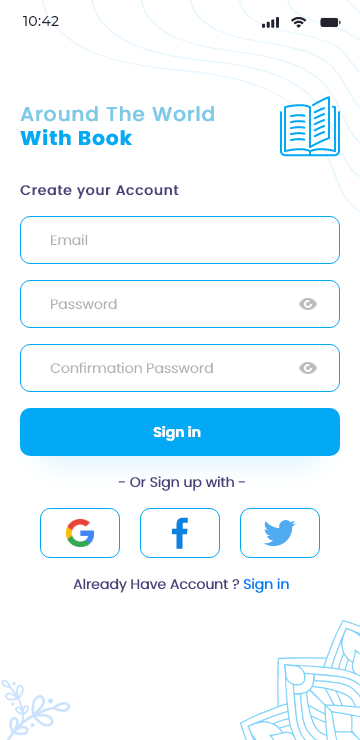 10:42
Around The World
With Book
Create your Account
Email
Password
Confirmation Password
Sign in
- Or Sign up with -
Already Have Account ? Sign in